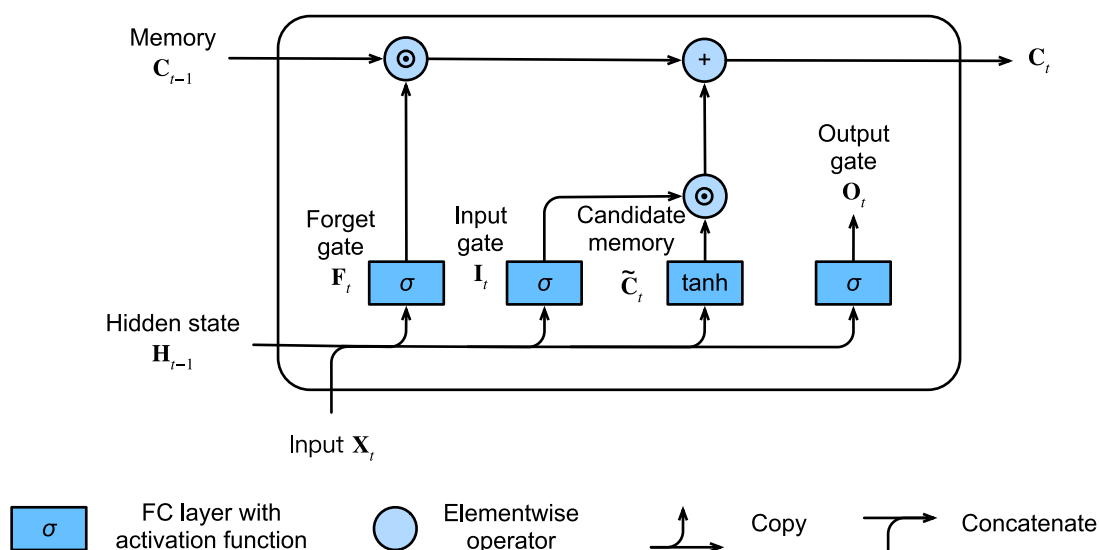 Memory
C_{t−1}
⊙
+
C_t
Output
gate
O_t
⊙
Forget
gate
F_t
σ
Input
gate
I_t
σ
Candidate
memory
C̃_t
tanh
σ
Hidden state
H_{t−1}
Input X_t
σ
FC layer with
activation function
Elementwise
operator
Copy
Concatenate